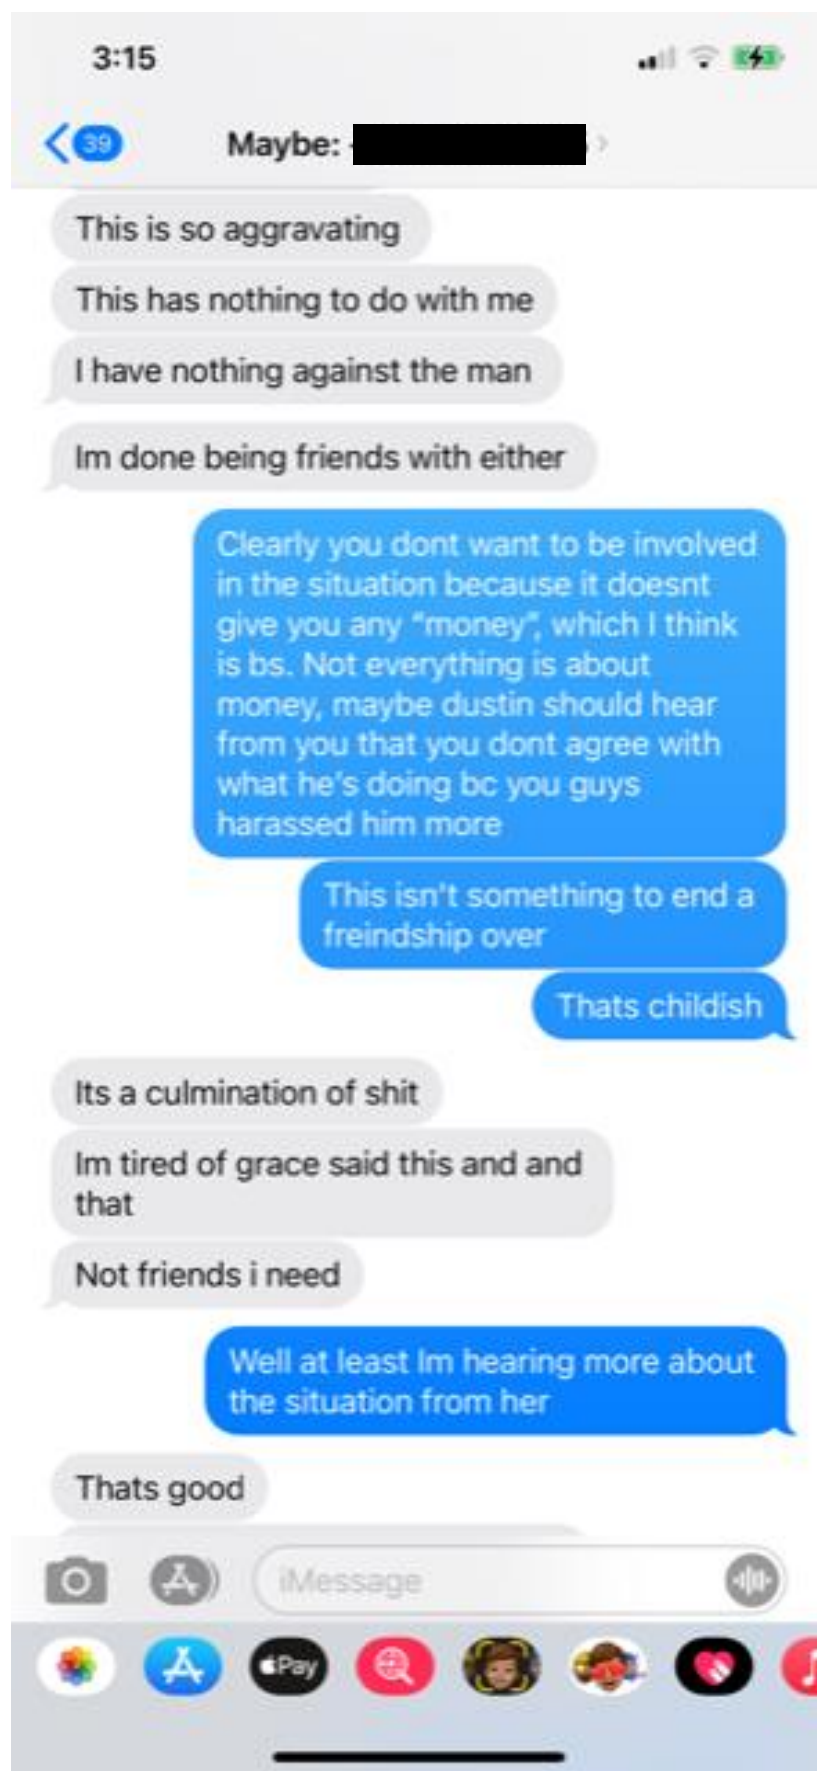 3:15
39
Maybe:
This is so aggravating
This has nothing to do with me
I have nothing against the man
Im done being friends with either
Clearly you dont want to be involved
in the situation because it doesnt
give you any “money”, which I think
is bs. Not everything is about
money, maybe dustin should hear
from you that you dont agree with
what he's doing bc you guys
harassed him more
This isn't something to end a
freindship over
Thats childish
Its a culmination of shit
Im tired of grace said this and and
that
Not friends i need
Well at least Im hearing more about
the situation from her
Thats good
iMessage
Pay